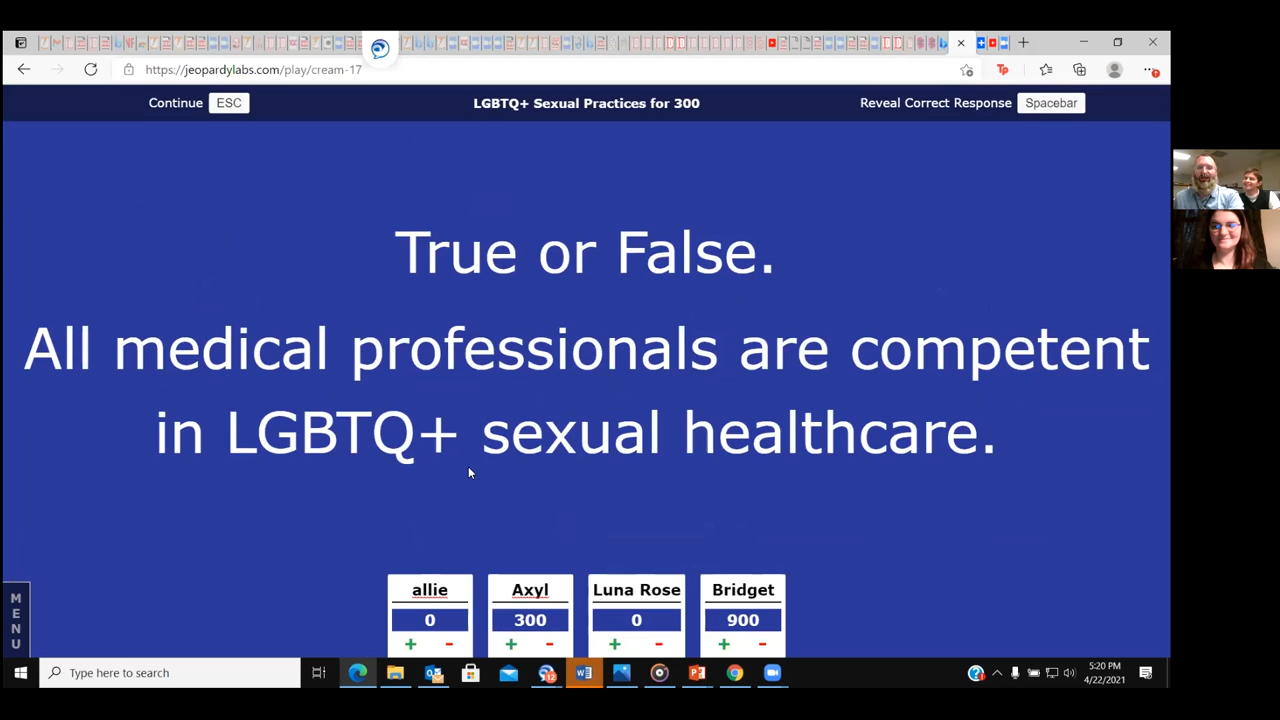 https://jeopardylabs.com/play/cream-17
Continue ESC
LGBTQ+ Sexual Practices for 300
Reveal Correct Response Spacebar
True or False.
All medical professionals are competent
in LGBTQ+ sexual healthcare.
allie Axyl Luna Rose Bridget
0 300 0 900
+ - + - + - + -
MENU
Type here to search
5:20 PM
4/22/2021